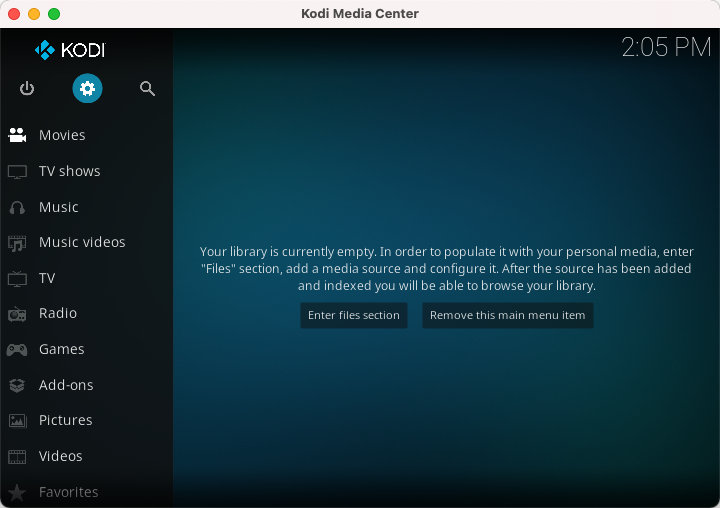 Kodi Media Center
KODI
2:05 PM
Movies
TV shows
Music
Music videos
TV
Radio
Games
Add-ons
Pictures
Videos
Favorites
Your library is currently empty. In order to populate it with your personal media, enter
"Files" section, add a media source and configure it. After the source has been added
and indexed you will be able to browse your library.
Enter files section
Remove this main menu item